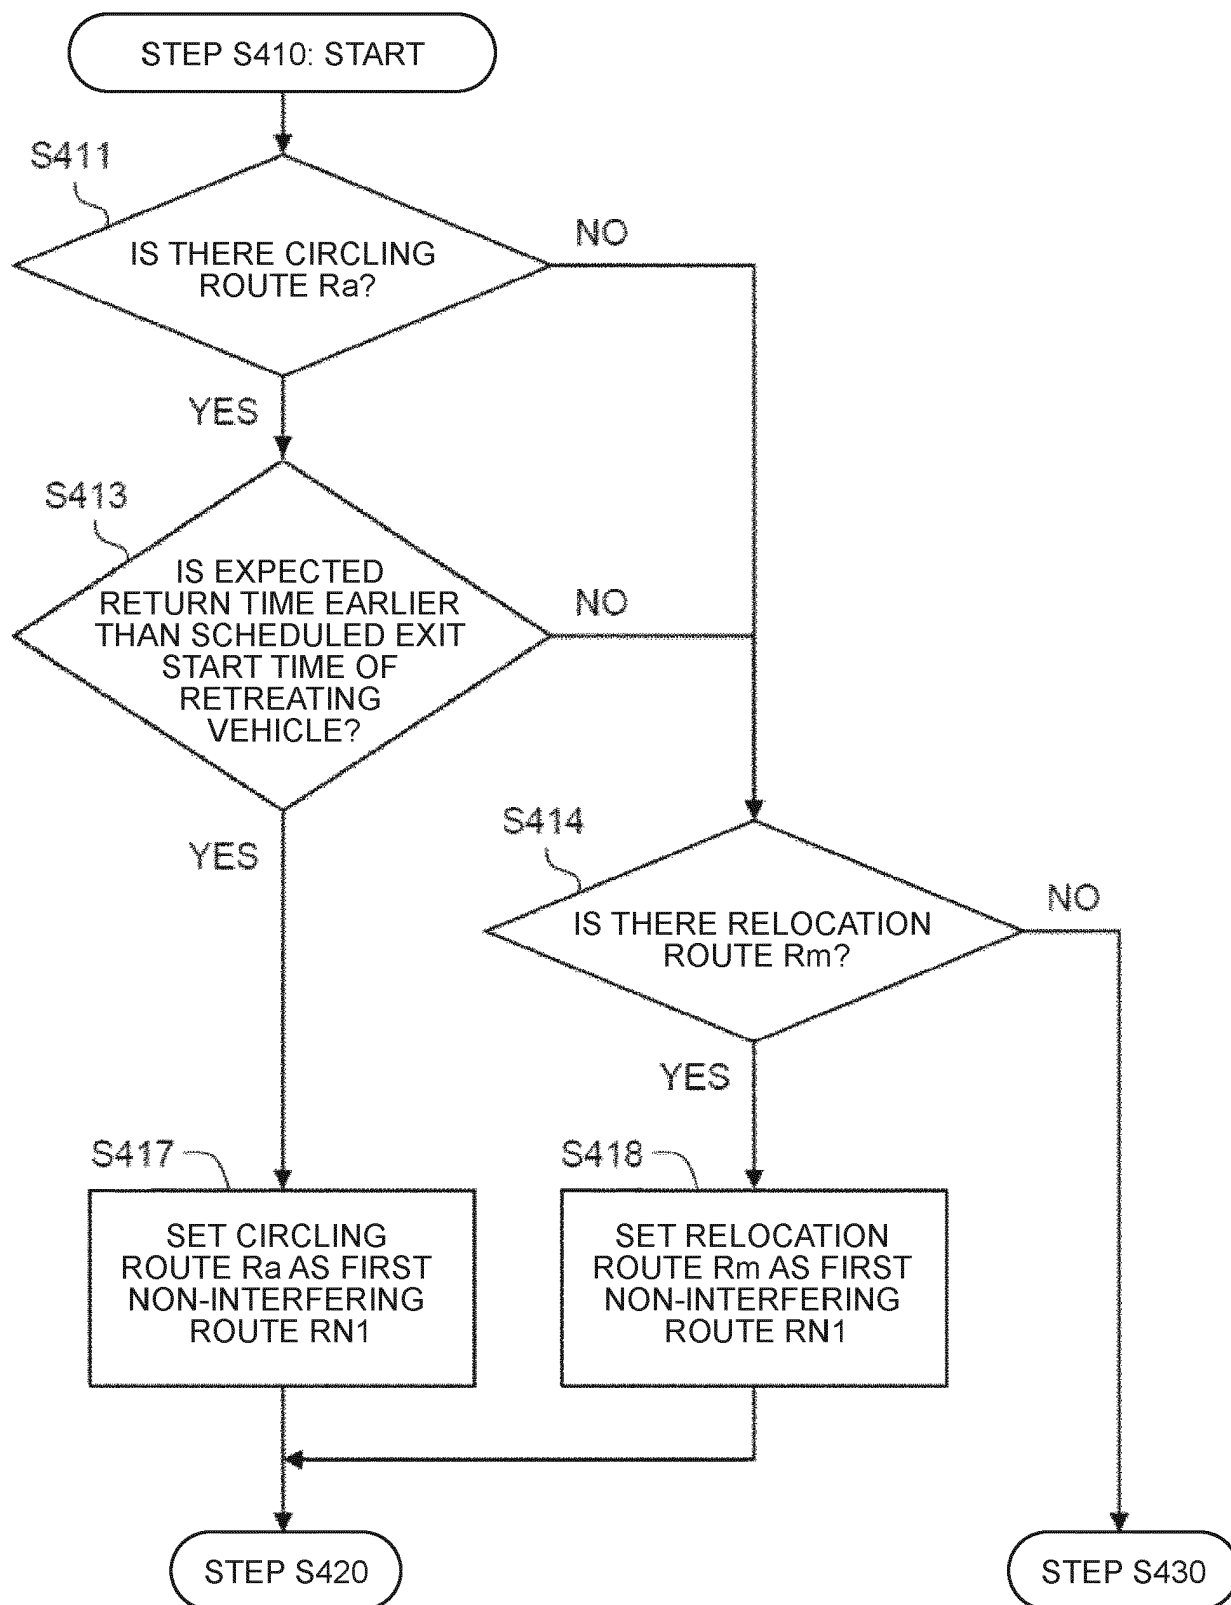 STEP S410: START
S411
IS THERE CIRCLING
ROUTE Ra?
NO
YES
S413
IS EXPECTED
RETURN TIME EARLIER
THAN SCHEDULED EXIT
START TIME OF
RETREATING
VEHICLE?
NO
YES
S414
IS THERE RELOCATION
ROUTE Rm?
NO
YES
S417
SET CIRCLING
ROUTE Ra AS FIRST
NON-INTERFERING
ROUTE RN1
S418
SET RELOCATION
ROUTE Rm AS FIRST
NON-INTERFERING
ROUTE RN1
STEP S420
STEP S430